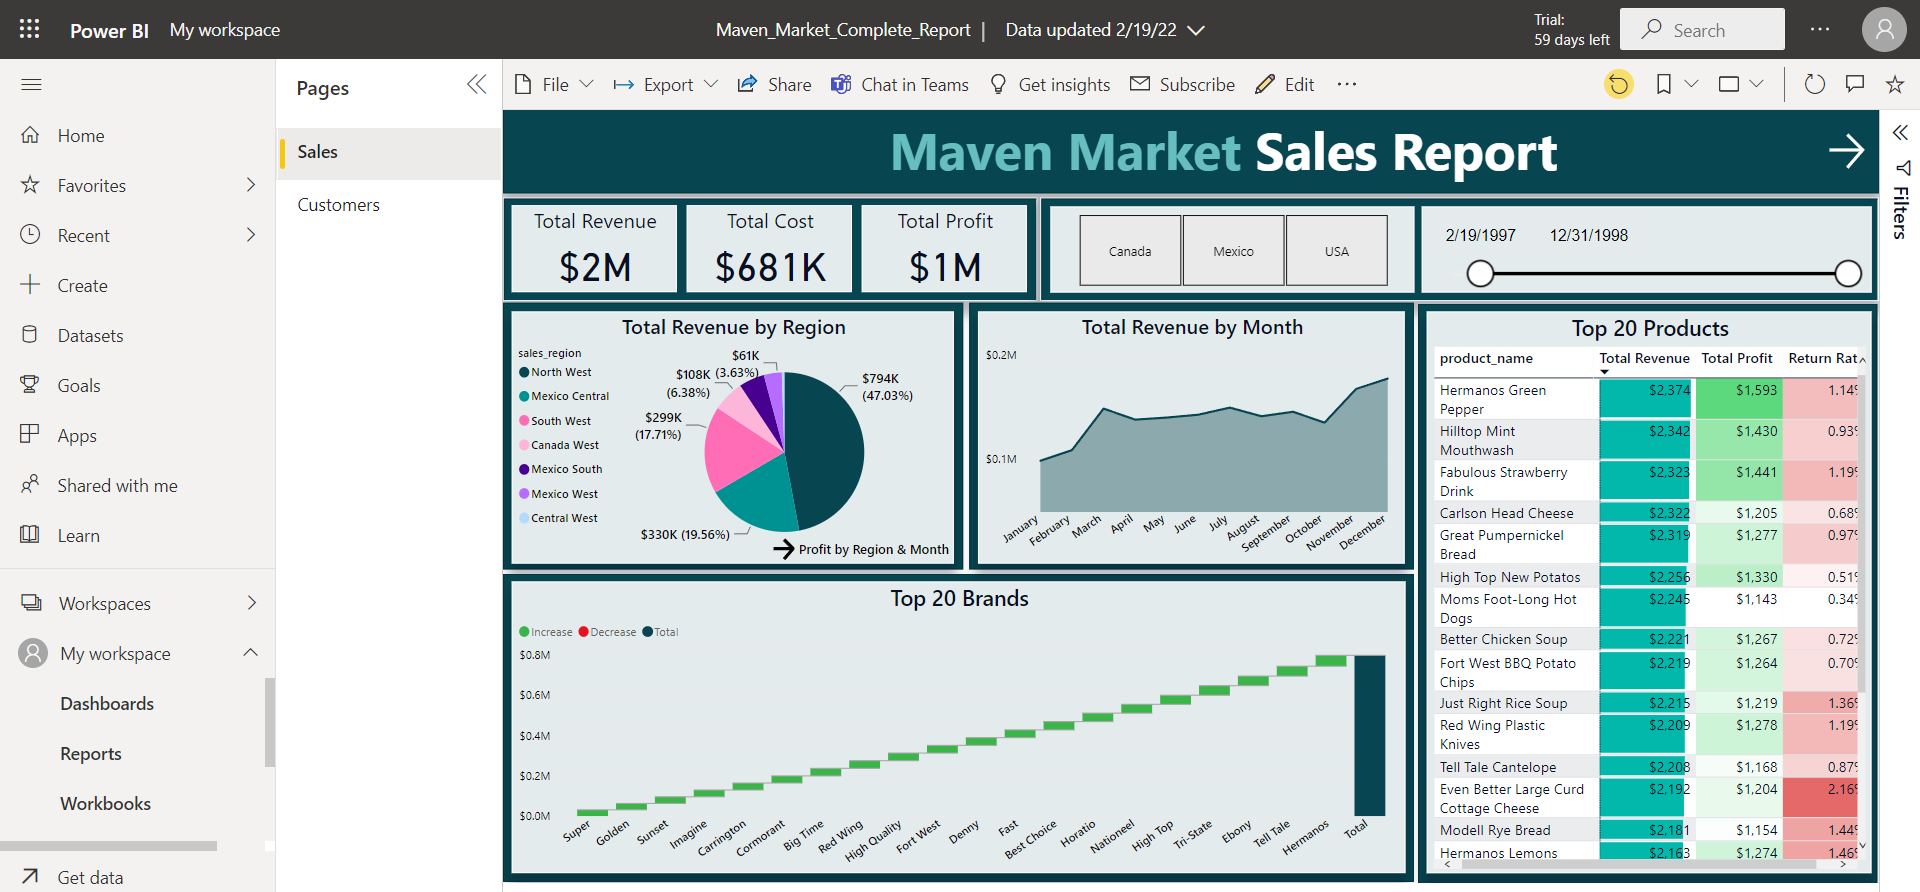 Power BI My workspace
Maven_Market_Complete_Report | Data updated 2/19/22
Trial:
59 days left
Search
Pages
File
Export
Share
Chat in Teams
Get insights
Subscribe
Edit
Home
Favorites
Recent
Create
Datasets
Goals
Apps
Shared with me
Learn
Workspaces
My workspace
Dashboards
Reports
Workbooks
Get data
Sales
Customers
Filters
Maven Market Sales Report
Total Revenue
$2M
Total Cost
$681K
Total Profit
$1M
Canada
Mexico
USA
2/19/1997
12/31/1998
Total Revenue by Region
sales_region
North West
Mexico Central
South West
Canada West
Mexico South
Mexico West
Central West
$61K
(3.63%)
$108K
(6.38%)
$299K
(17.71%)
$794K
(47.03%)
$330K (19.56%)
Profit by Region & Month
Total Revenue by Month
$0.2M
$0.1M
January
February
March
April
May
June
July
August
September
October
November
December
Top 20 Brands
Increase Decrease Total
$0.8M
$0.6M
$0.4M
$0.2M
$0.0M
Super
Golden
Sunset
Imagine
Carrington
Cormorant
Big Time
Red Wing
High Quality
Fort West
Denny
Fast
Best Choice
Horatio
Nationeel
High Top
Tri-State
Ebony
Tell Tale
Hermanos
Total
Top 20 Products
product_name Total Revenue Total Profit Return Rat
Hermanos Green Pepper $2,374 $1,593 1.14%
Hilltop Mint Mouthwash $2,342 $1,430 0.93%
Fabulous Strawberry Drink $2,323 $1,441 1.19%
Carlson Head Cheese $2,322 $1,205 0.68%
Great Pumpernickel Bread $2,319 $1,277 0.97%
High Top New Potatos $2,256 $1,330 0.51%
Moms Foot-Long Hot Dogs $2,245 $1,143 0.34%
Better Chicken Soup $2,221 $1,267 0.72%
Fort West BBQ Potato Chips $2,219 $1,264 0.70%
Just Right Rice Soup $2,215 $1,219 1.36%
Red Wing Plastic Knives $2,209 $1,278 1.19%
Tell Tale Cantelope $2,208 $1,168 0.87%
Even Better Large Curd Cottage Cheese $2,192 $1,204 2.16%
Modell Rye Bread $2,181 $1,154 1.44%
Hermanos Lemons $2,163 $1,274 1.46%